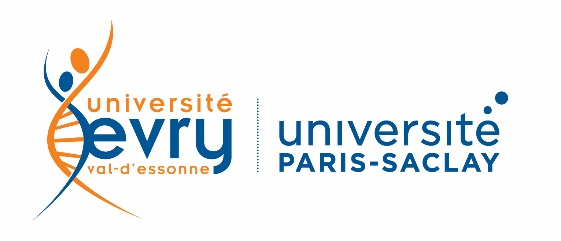 université
evry
val-d'essonne
université
PARIS-SACLAY